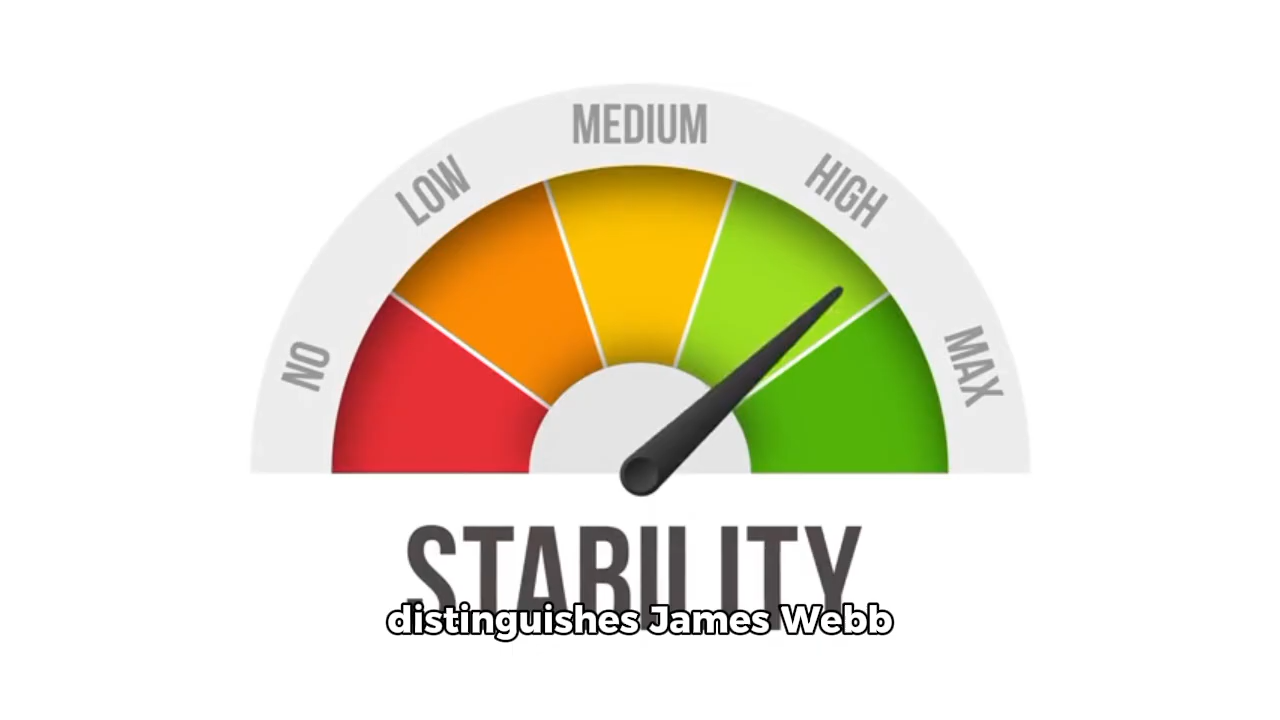 MEDIUM
LOW
HIGH
NO
MAX
STABILITY
distinguishes James Webb